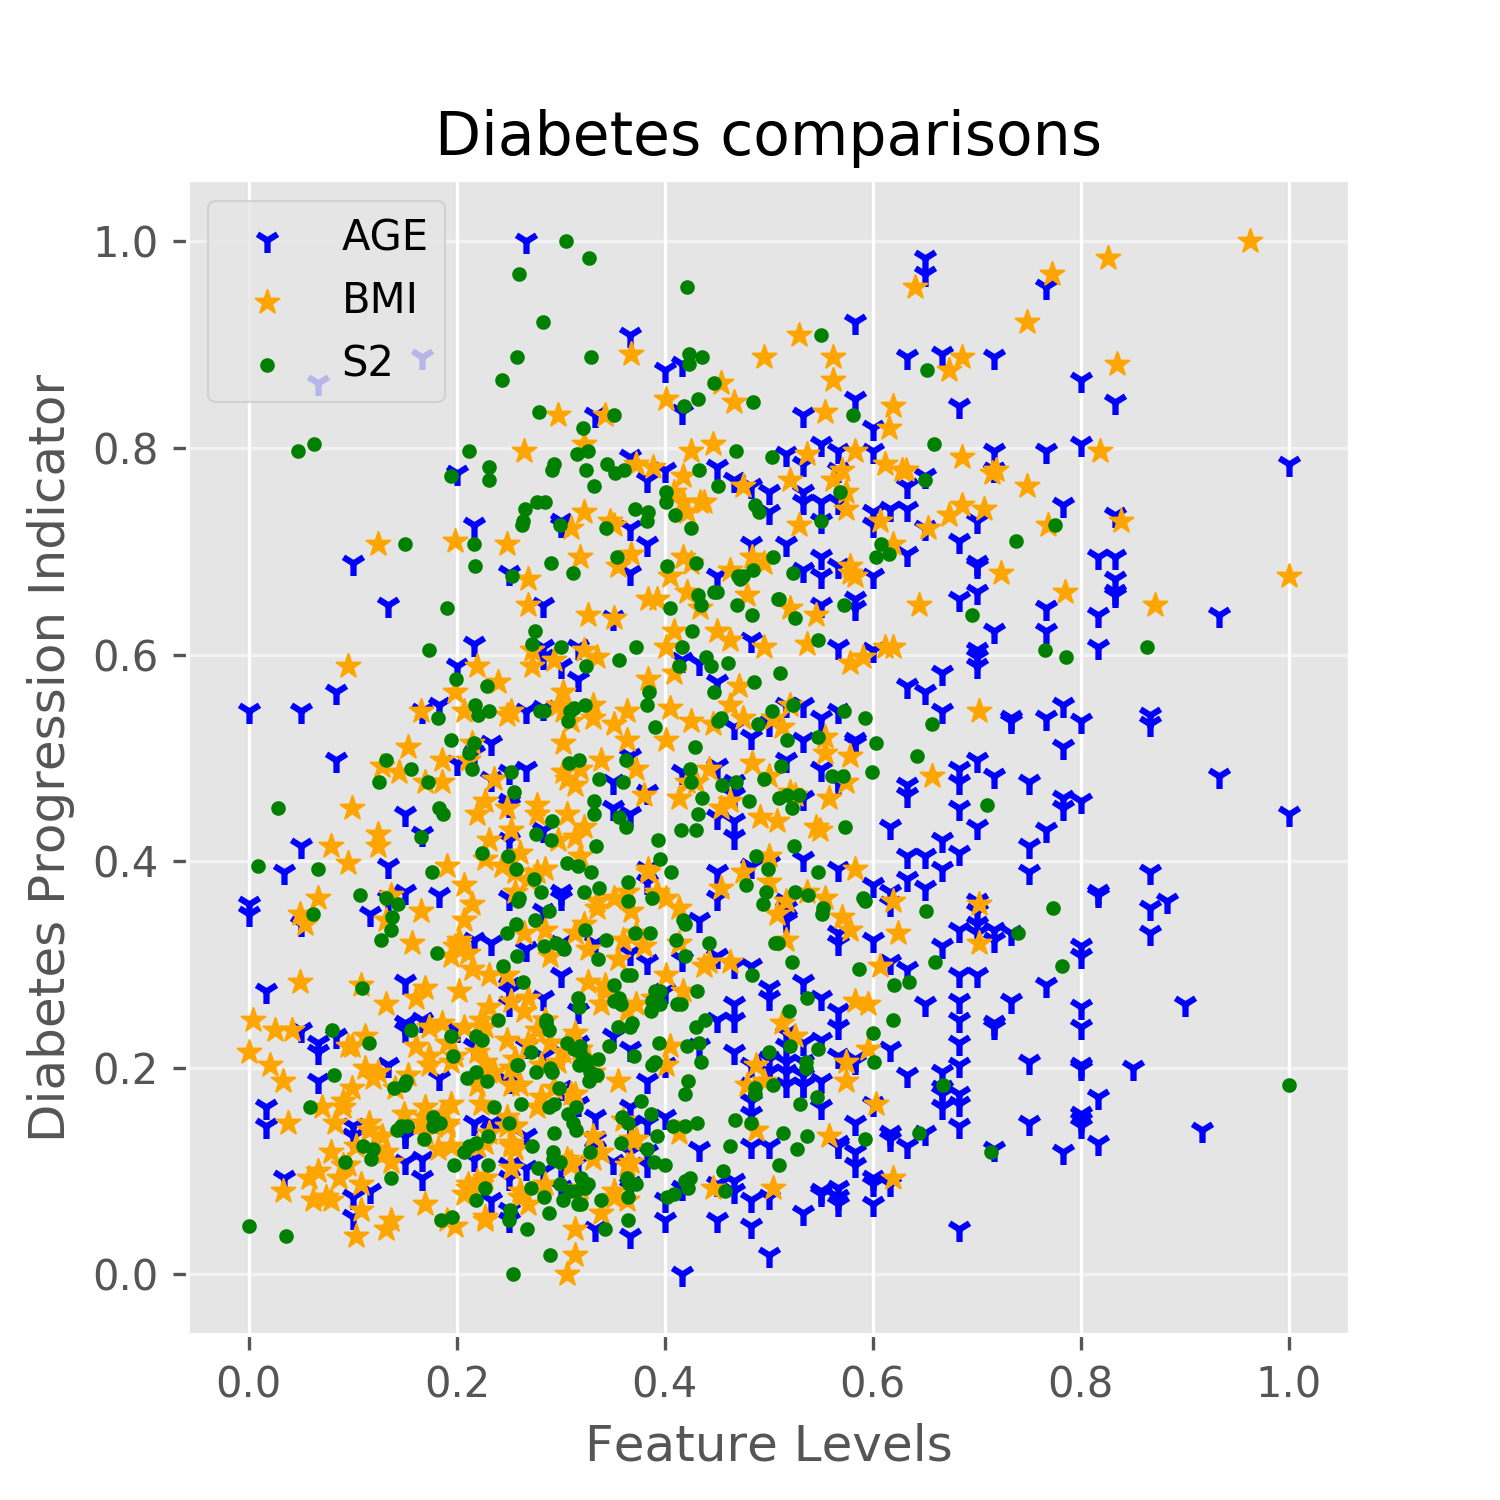 Diabetes comparisons
AGE
BMI
S2
1.0
0.8
0.6
0.4
0.2
0.0
Diabetes Progression Indicator
0.0 0.2 0.4 0.6 0.8 1.0
Feature Levels